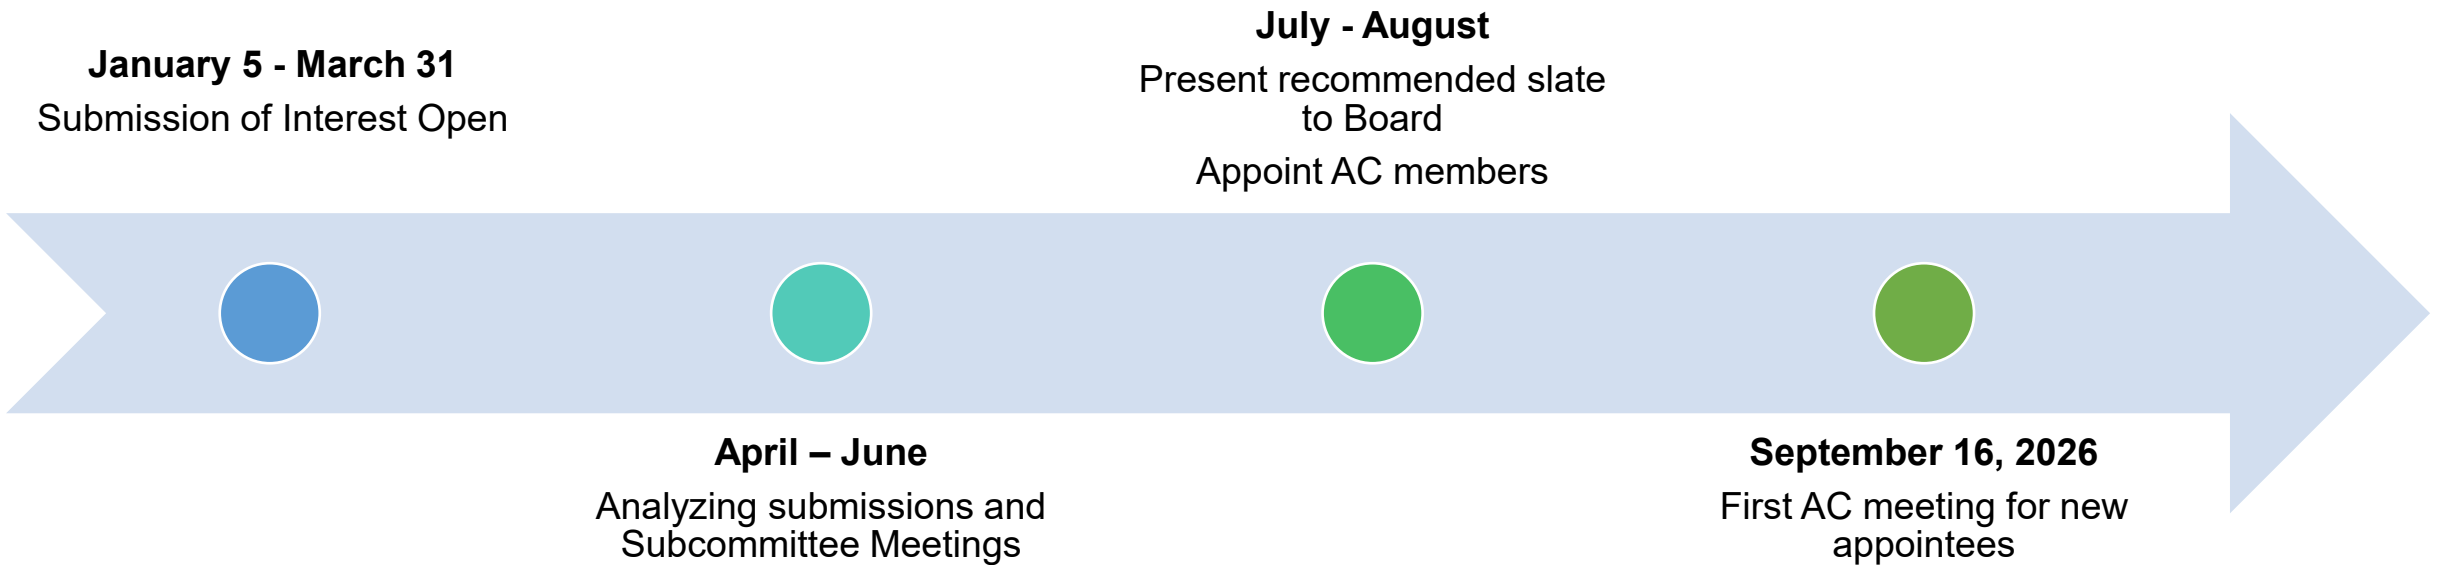 January 5 - March 31
Submission of Interest Open
April – June
Analyzing submissions and
Subcommittee Meetings
July - August
Present recommended slate
to Board
Appoint AC members
September 16, 2026
First AC meeting for new
appointees